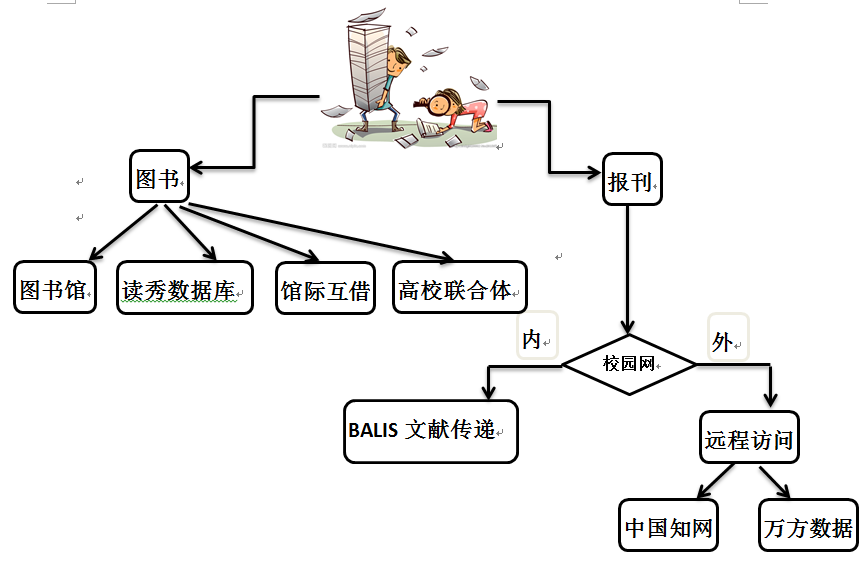 图书
报刊
图书馆
读秀数据库
馆际互借
高校联合体
内
外
校园网
BALIS 文献传递
远程访问
中国知网
万方数据